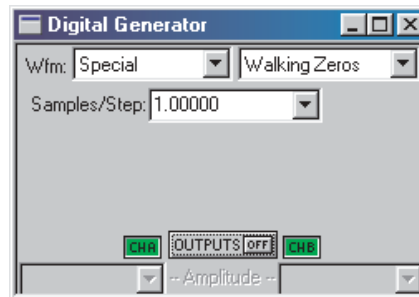 Digital Generator
Wfm: Special Walking Zeros
Samples/Step: 1.00000
CHA OUTPUTS OFF CHB
-- Amplitude --